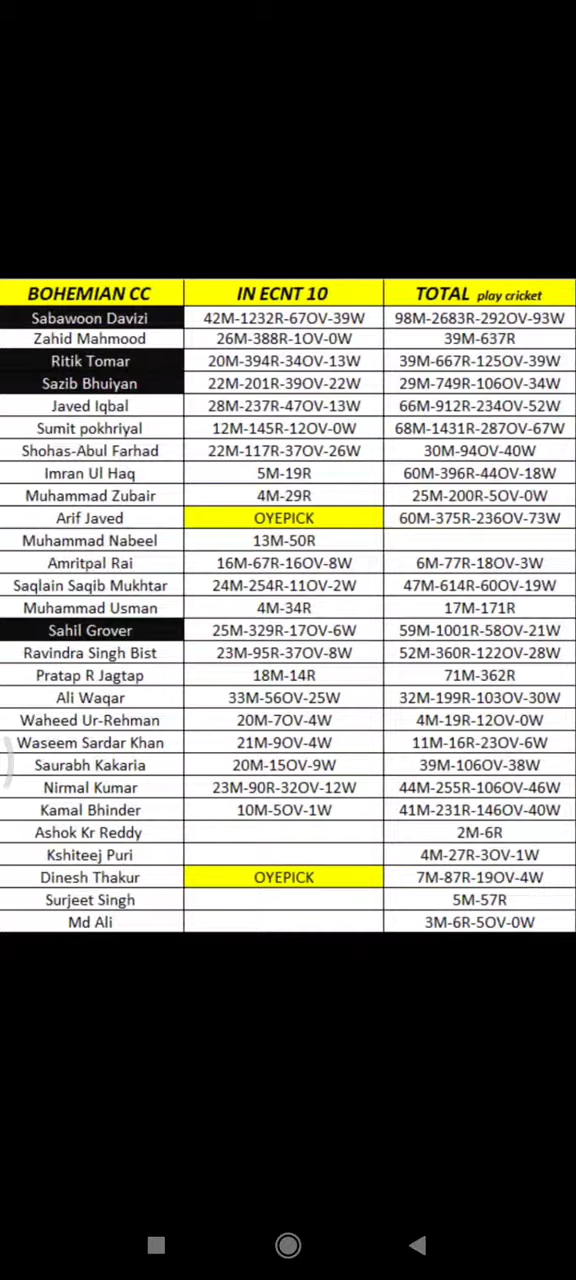 BOHEMIAN CC IN ECNT 10 TOTAL play cricket
Sabawoon Davizi 42M-1232R-67OV-39W 98M-2683R-292OV-93W
Zahid Mahmood 26M-388R-1OV-0W 39M-637R
Ritik Tomar 20M-394R-34OV-13W 39M-667R-125OV-39W
Sazib Bhuiyan 22M-201R-39OV-22W 29M-749R-106OV-34W
Javed Iqbal 28M-237R-47OV-13W 66M-912R-234OV-52W
Sumit pokhriyal 12M-145R-12OV-0W 68M-1431R-287OV-67W
Shohas-Abul Farhad 22M-117R-37OV-26W 30M-94OV-40W
Imran Ul Haq 5M-19R 60M-396R-44OV-18W
Muhammad Zubair 4M-29R 25M-200R-5OV-0W
Arif Javed OYEPICK 60M-375R-236OV-73W
Muhammad Nabeel 13M-50R
Amritpal Rai 16M-67R-16OV-8W 6M-77R-18OV-3W
Saqlain Saqib Mukhtar 24M-254R-11OV-2W 47M-614R-60OV-19W
Muhammad Usman 4M-34R 17M-171R
Sahil Grover 25M-329R-17OV-6W 59M-1001R-58OV-21W
Ravindra Singh Bist 23M-95R-37OV-8W 52M-360R-122OV-28W
Pratap R Jagtap 18M-14R 71M-362R
Ali Waqar 33M-56OV-25W 32M-199R-103OV-30W
Waheed Ur-Rehman 20M-7OV-4W 4M-19R-12OV-0W
Waseem Sardar Khan 21M-9OV-4W 11M-16R-23OV-6W
Saurabh Kakaria 20M-15OV-9W 39M-106OV-38W
Nirmal Kumar 23M-90R-32OV-12W 44M-255R-106OV-46W
Kamal Bhinder 10M-5OV-1W 41M-231R-146OV-40W
Ashok Kr Reddy 2M-6R
Kshiteej Puri 4M-27R-3OV-1W
Dinesh Thakur OYEPICK 7M-87R-19OV-4W
Surjeet Singh 5M-57R
Md Ali 3M-6R-5OV-0W